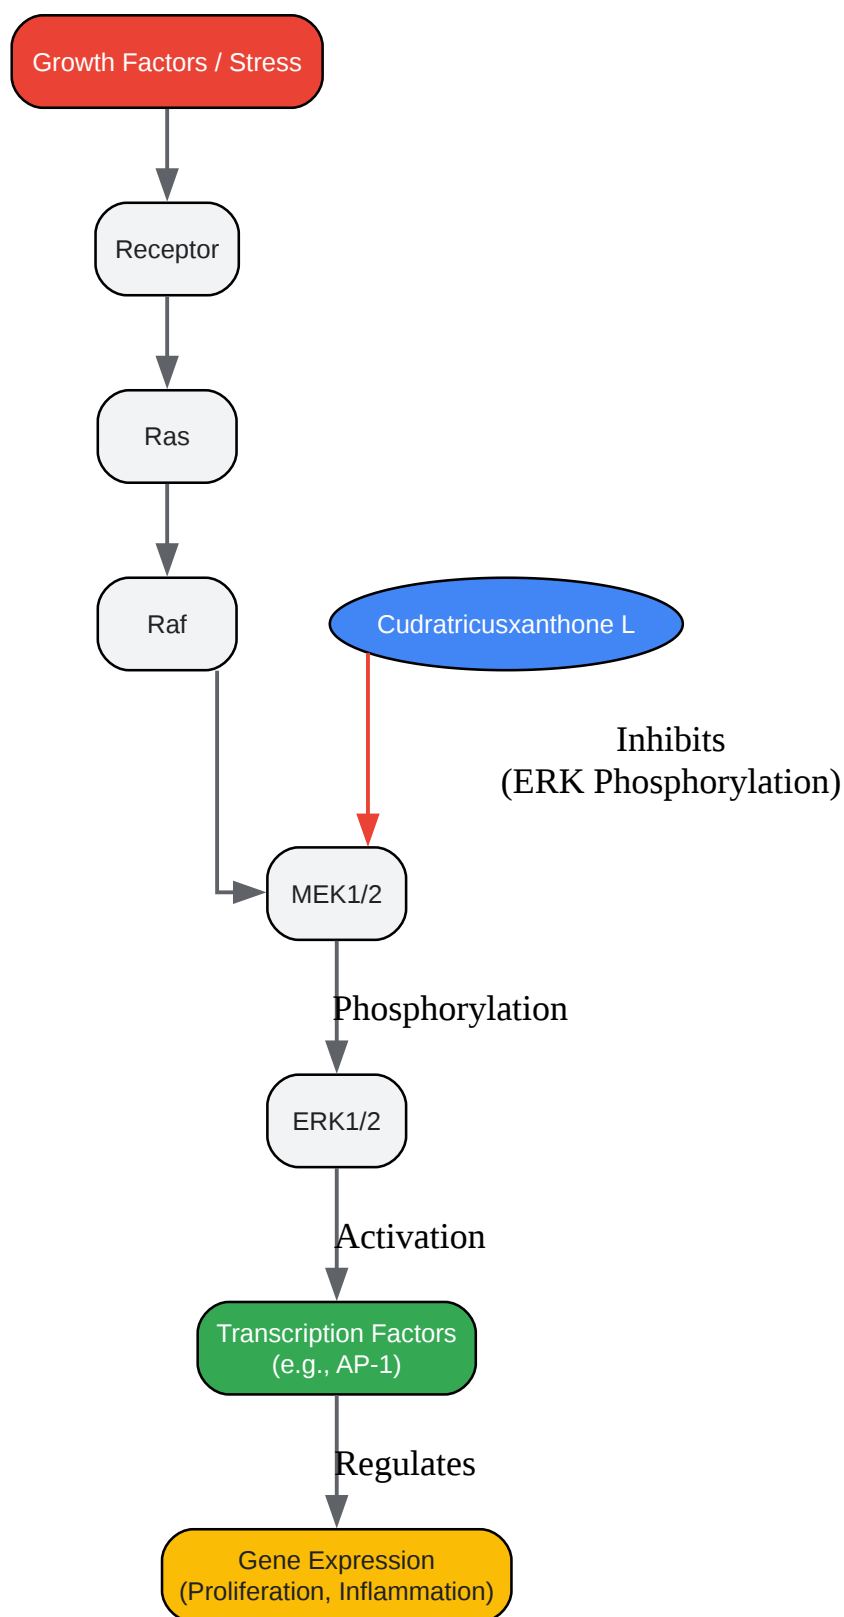 Growth Factors / Stress
Receptor
Ras
Raf
Cudratricusxanthone L
Inhibits
(ERK Phosphorylation)
MEK1/2
Phosphorylation
ERK1/2
Activation
Transcription Factors
(e.g., AP-1)
Regulates
Gene Expression
(Proliferation, Inflammation)